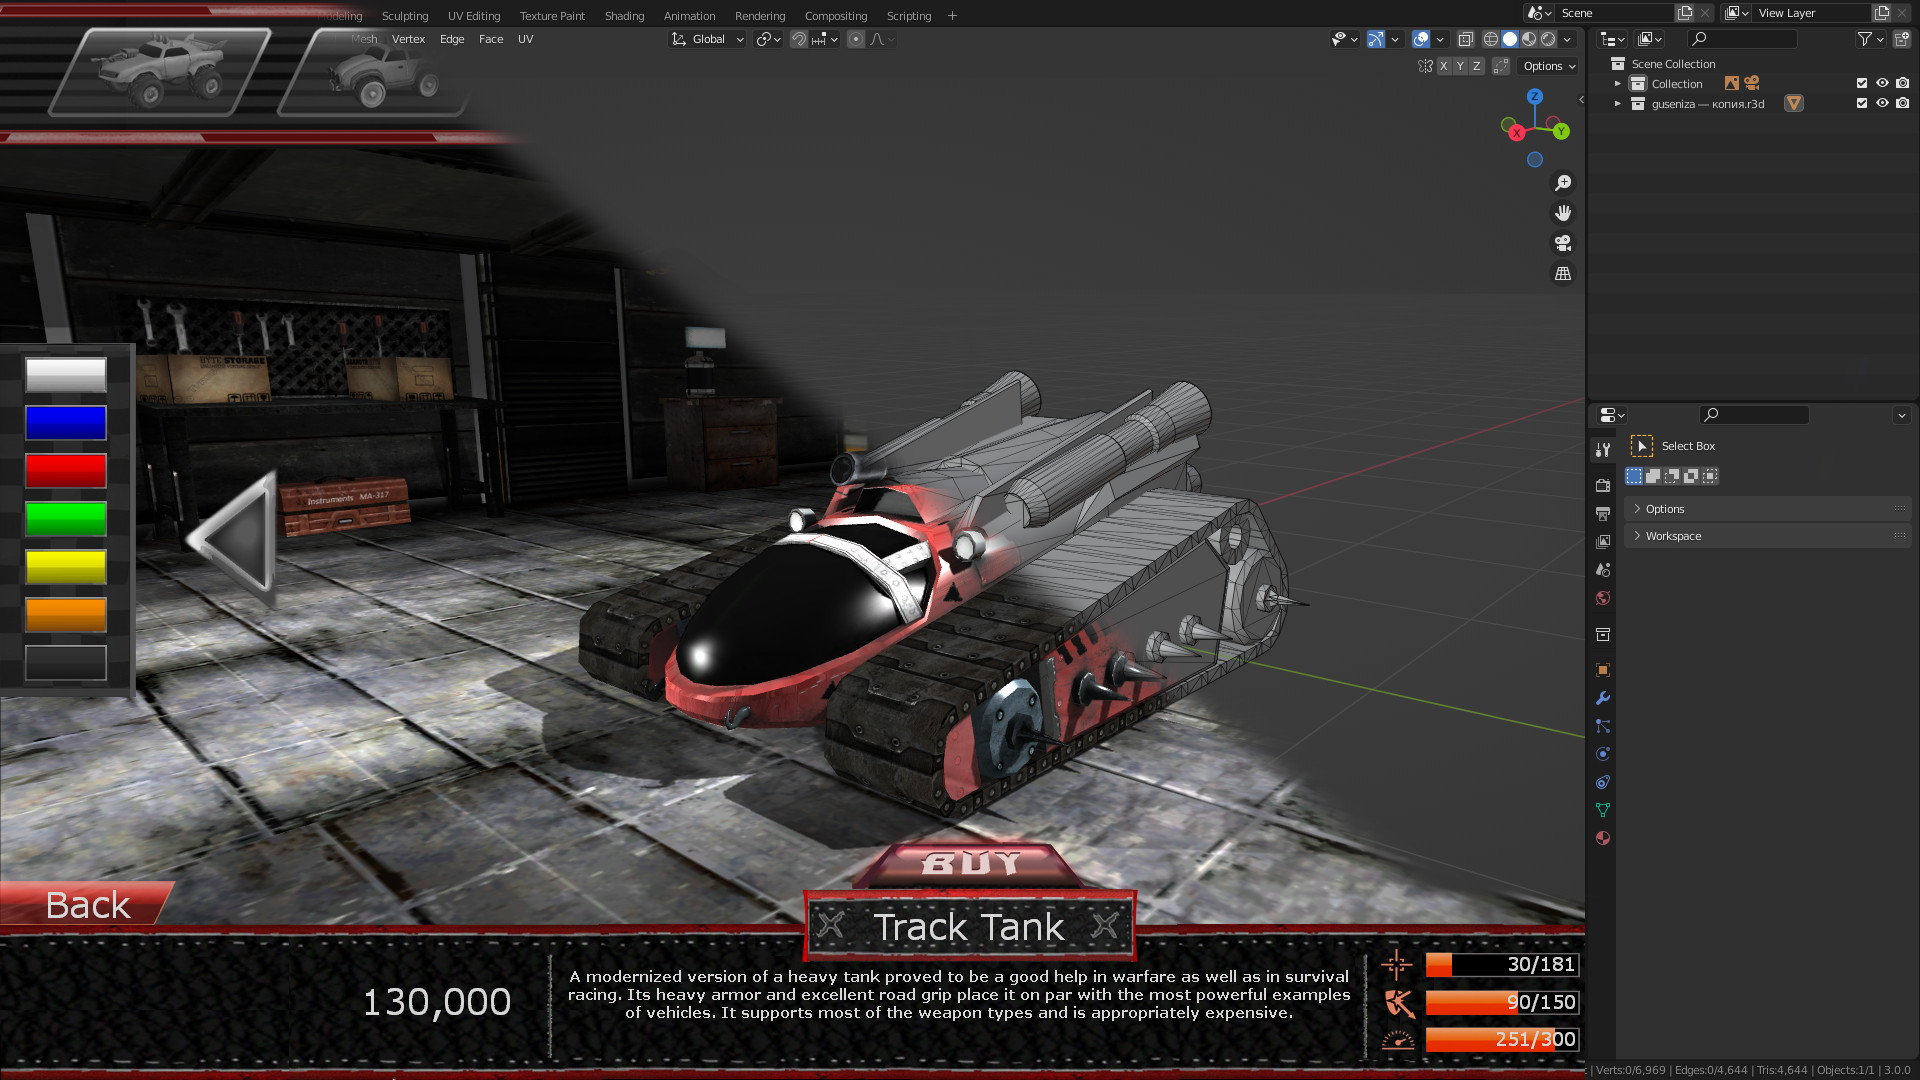 Sculpting UV Editing Texture Paint Shading Animation Rendering Compositing Scripting +
Scene
View Layer
Mesh Vertex Edge Face UV
Global
X Y Z
Options
Z
X
Y
Scene Collection
Collection
guseniza — копия.r3d
Select Box
Options
Workspace
Instruments MA-317
BUY
Track Tank
Back
130,000
A modernized version of a heavy tank proved to be a good help in warfare as well as in survival
racing. Its heavy armor and excellent road grip place it on par with the most powerful examples
of vehicles. It supports most of the weapon types and is appropriately expensive.
30/181
90/150
251/300
| Verts:0/6,969 | Edges:0/4,644 | Tris:4,644 | Objects:1/1 | 3.0.0